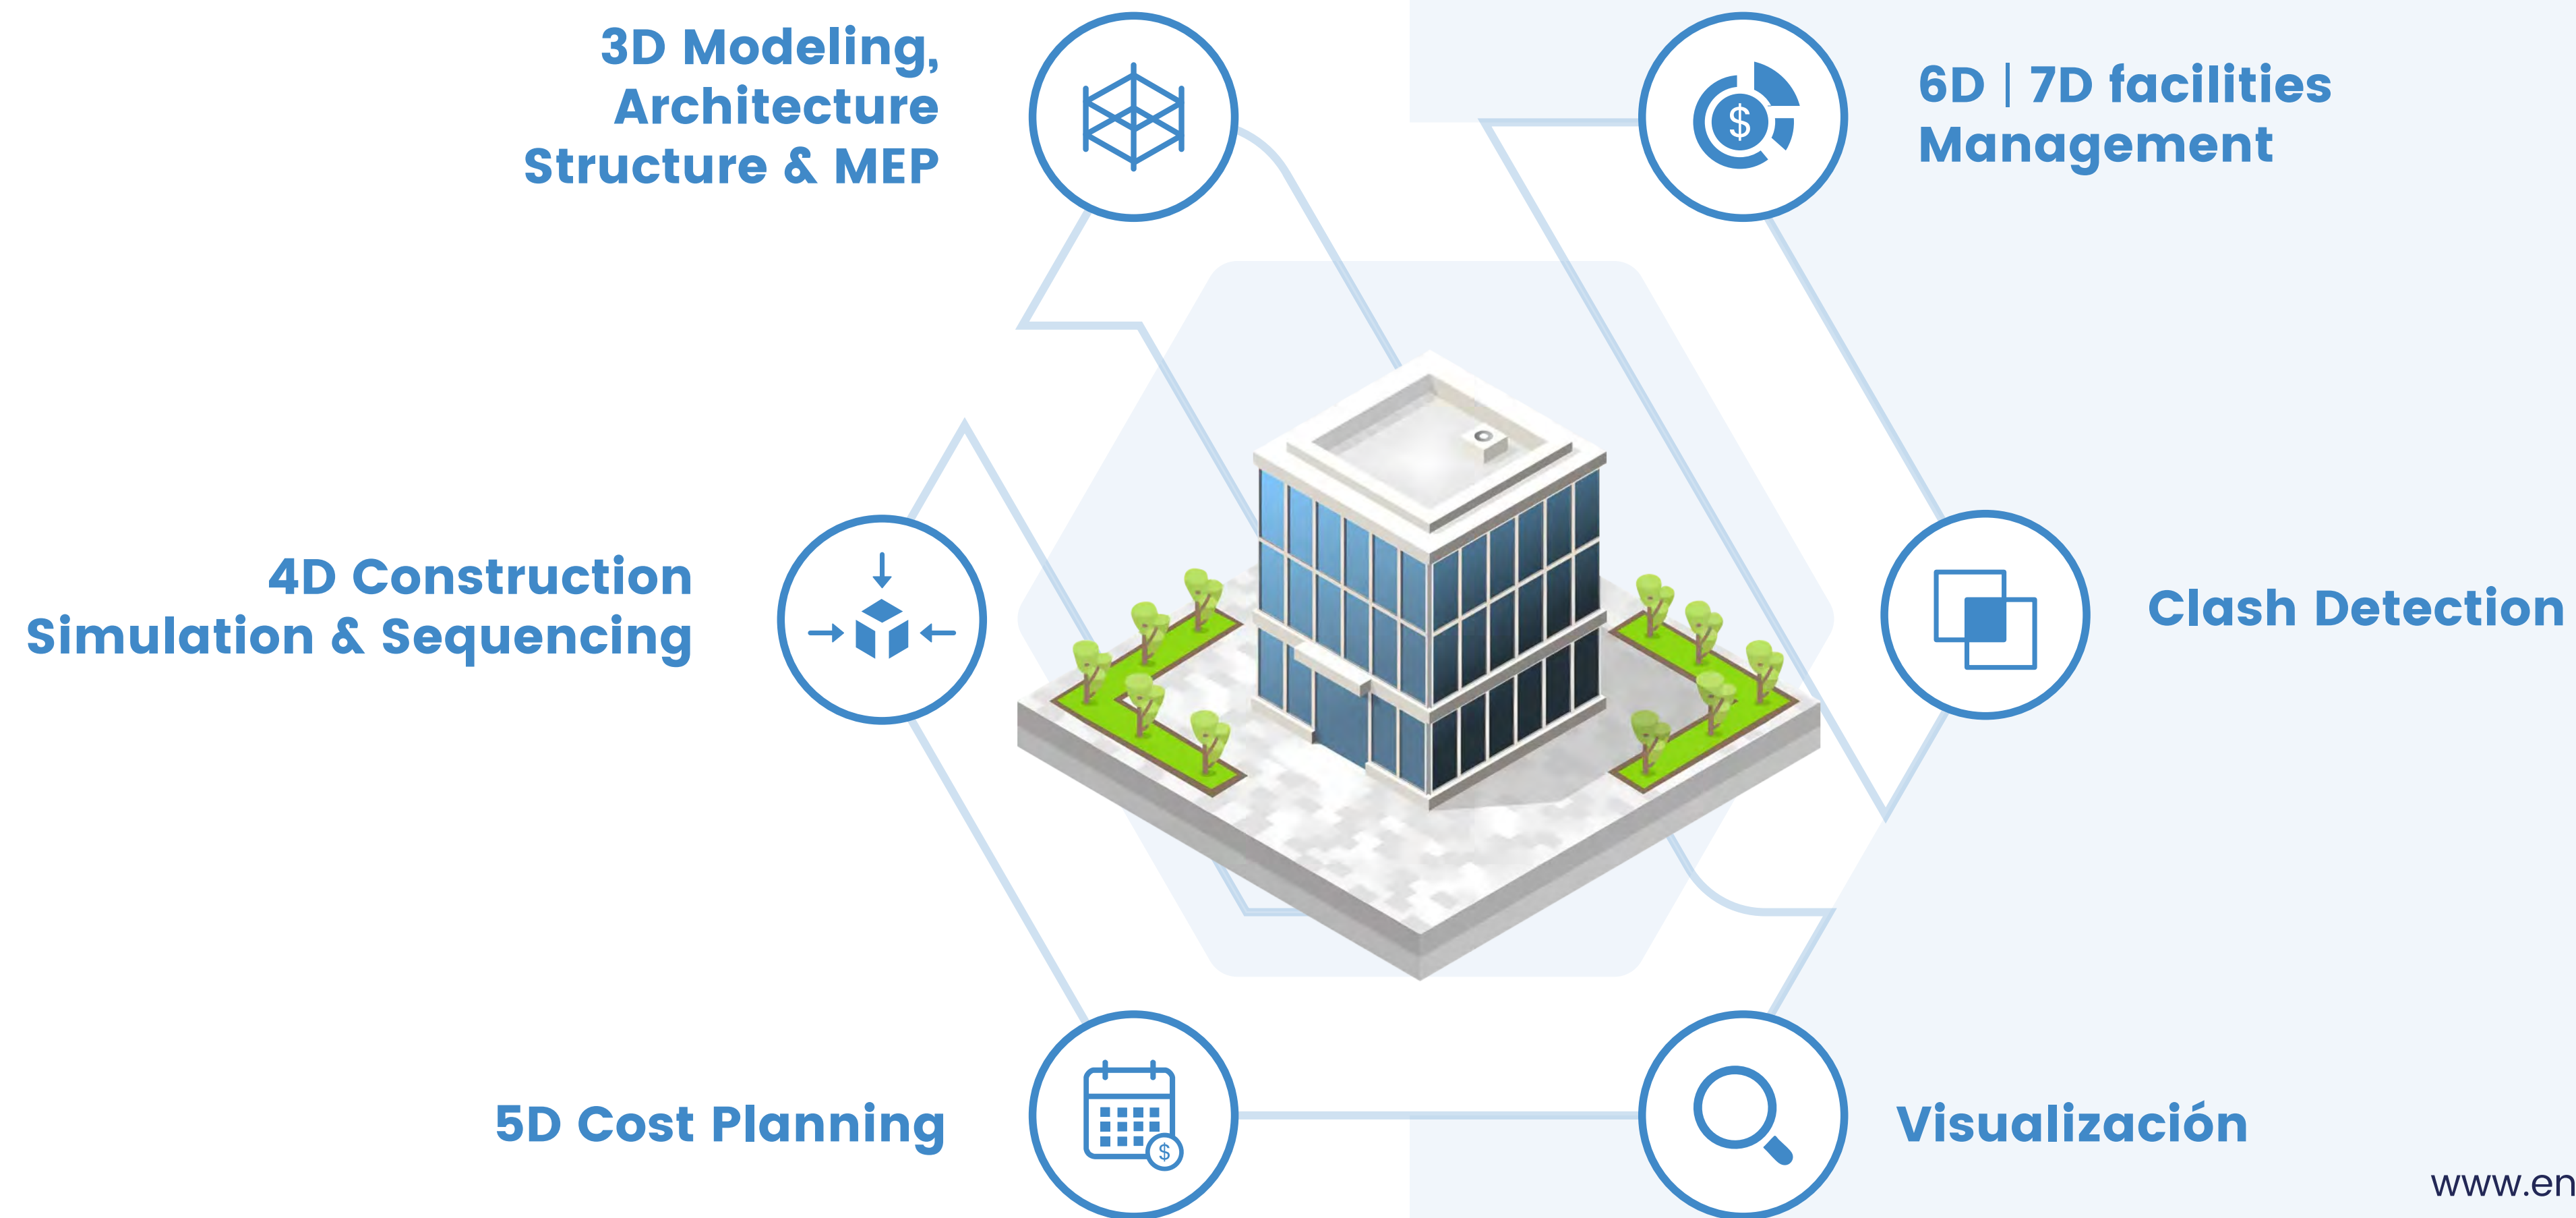 3D Modeling,
Architecture
Structure & MEP
6D | 7D facilities
Management
4D Construction
Simulation & Sequencing
Clash Detection
5D Cost Planning
Visualización
www.en